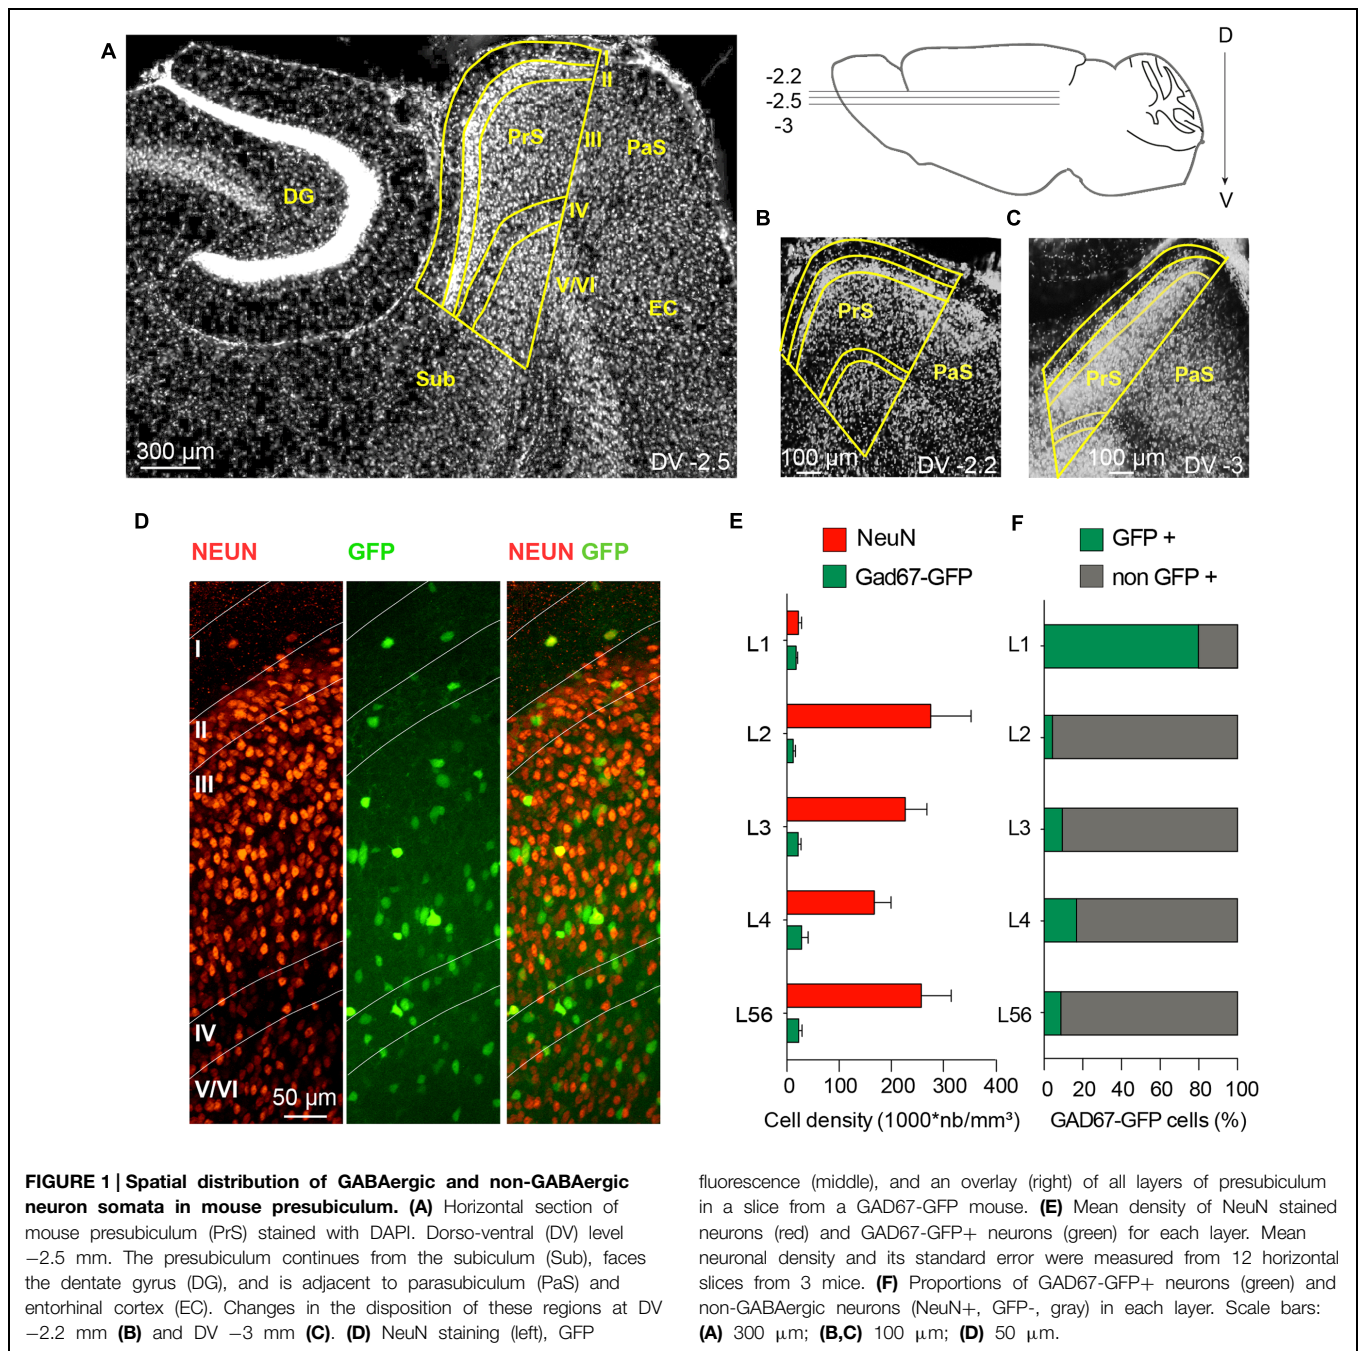 A
I
II
PrS
III
PaS
DG
IV
V/VI
EC
Sub
300 µm
DV -2.5
D
-2.2
-2.5
-3
V
B
PrS
PaS
100 µm
DV -2.2
C
PrS
PaS
100 µm
DV -3
D
NEUN
GFP
NEUN GFP
I
II
III
IV
V/VI
50 µm
E
NeuN
Gad67-GFP
L1
L2
L3
L4
L56
0 100 200 300 400
Cell density (1000*nb/mm³)
F
GFP +
non GFP +
L1
L2
L3
L4
L56
0 20 40 60 80 100
GAD67-GFP cells (%)
FIGURE 1 | Spatial distribution of GABAergic and non-GABAergic
neuron somata in mouse presubiculum. (A) Horizontal section of
mouse presubiculum (PrS) stained with DAPI. Dorso-ventral (DV) level
−2.5 mm. The presubiculum continues from the subiculum (Sub), faces
the dentate gyrus (DG), and is adjacent to parasubiculum (PaS) and
entorhinal cortex (EC). Changes in the disposition of these regions at DV
−2.2 mm (B) and DV −3 mm (C). (D) NeuN staining (left), GFP
fluorescence (middle), and an overlay (right) of all layers of presubiculum
in a slice from a GAD67-GFP mouse. (E) Mean density of NeuN stained
neurons (red) and GAD67-GFP+ neurons (green) for each layer. Mean
neuronal density and its standard error were measured from 12 horizontal
slices from 3 mice. (F) Proportions of GAD67-GFP+ neurons (green) and
non-GABAergic neurons (NeuN+, GFP-, gray) in each layer. Scale bars:
(A) 300 µm; (B,C) 100 µm; (D) 50 µm.